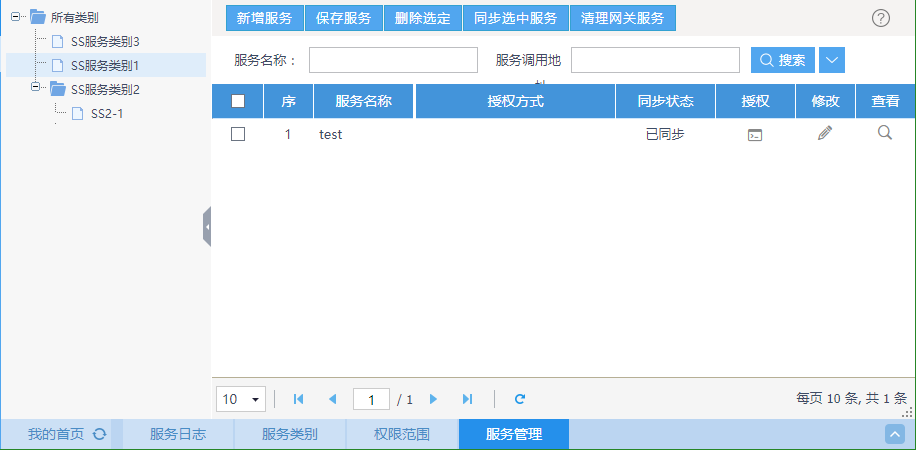 所有类别
SS服务类别3
SS服务类别1
SS服务类别2
SS2-1
新增服务 保存服务 删除选定 同步选中服务 清理网关服务
服务名称： 服务调用地址 搜索
序 服务名称 授权方式 同步状态 授权 修改 查看
1 test 已同步
10 1 / 1 每页 10 条, 共 1 条
我的首页 服务日志 服务类别 权限范围 服务管理